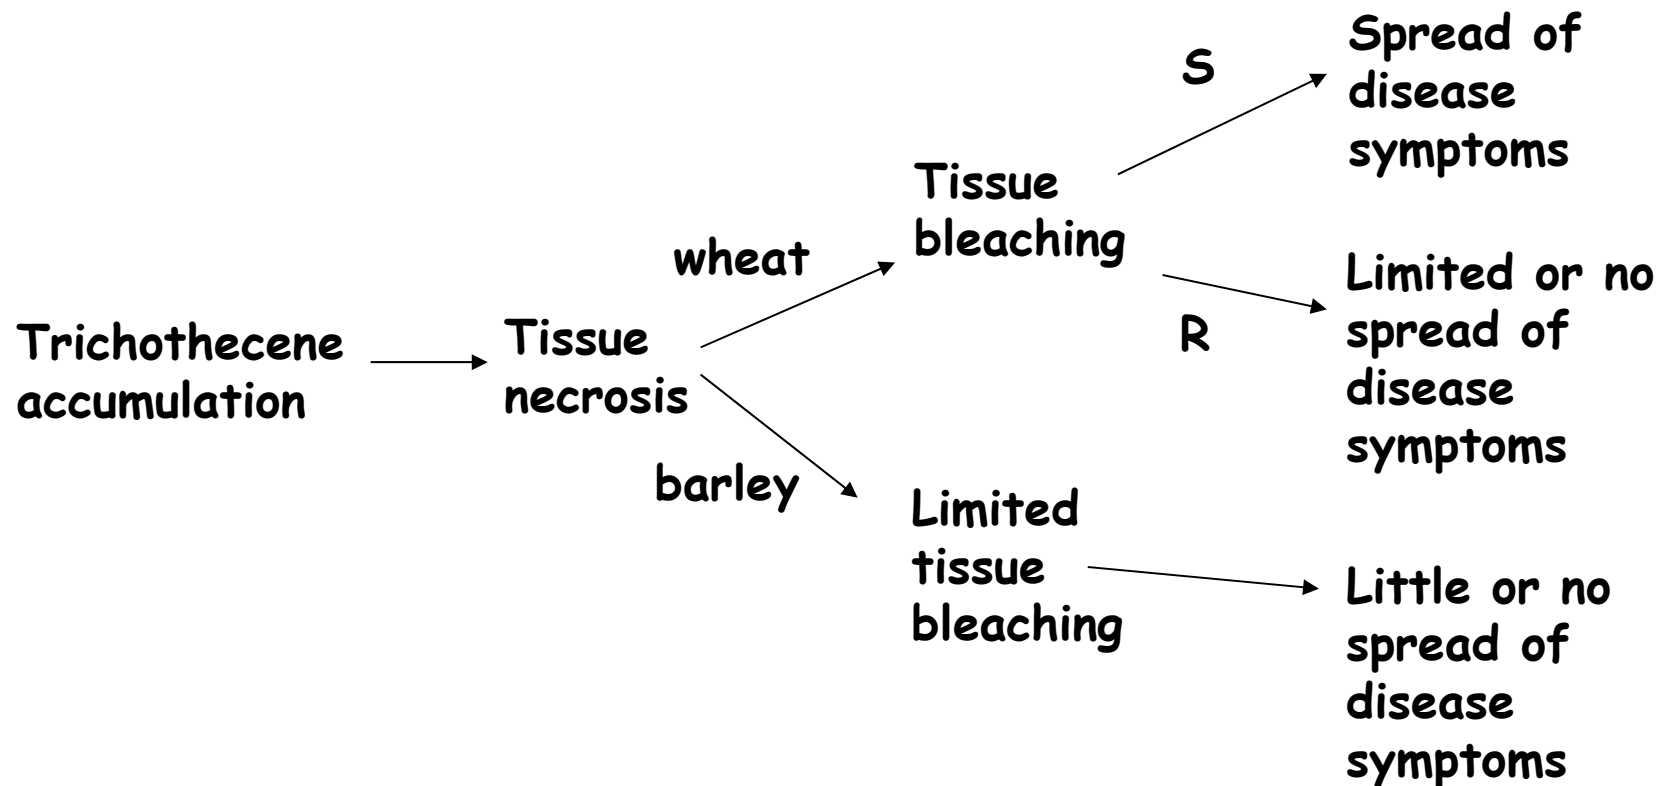 Trichothecene
accumulation
Tissue
necrosis
wheat
barley
Tissue
bleaching
Limited
tissue
bleaching
S
R
Spread of
disease
symptoms
Limited or no
spread of
disease
symptoms
Little or no
spread of
disease
symptoms